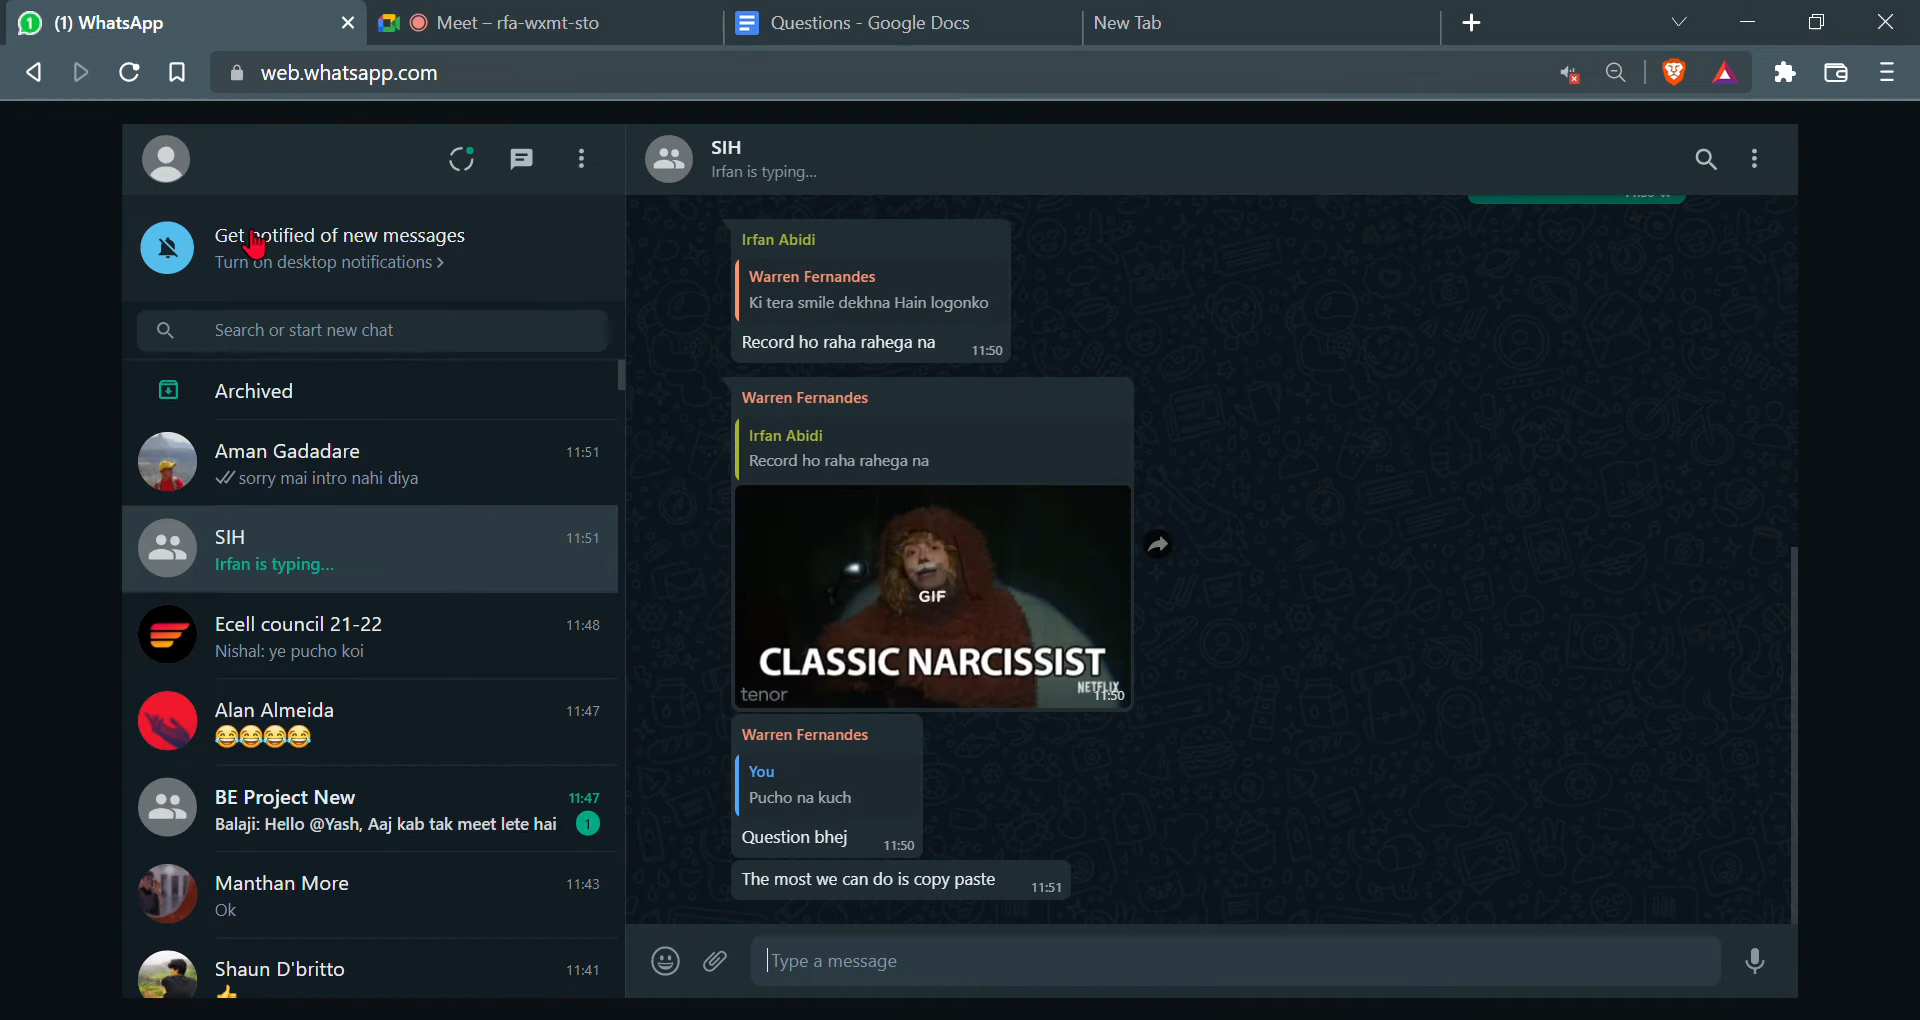 (1) WhatsApp
Meet – rfa-wxmt-sto
Questions - Google Docs
New Tab
web.whatsapp.com
SIH
Irfan is typing...
Get notified of new messages
Turn on desktop notifications >
Search or start new chat
Archived
Aman Gadadare 11:51
sorry mai intro nahi diya
SIH 11:51
Irfan is typing...
Ecell council 21-22 11:48
Nishal: ye pucho koi
Alan Almeida 11:47
😂😂😂😂
BE Project New 11:47
Balaji: Hello @Yash, Aaj kab tak meet lete hai 1
Manthan More 11:43
Ok
Shaun D'britto 11:41
👍
Irfan Abidi
Warren Fernandes
Ki tera smile dekhna Hain logonko
Record ho raha rahega na 11:50
Warren Fernandes
Irfan Abidi
Record ho raha rahega na
GIF
CLASSIC NARCISSIST
NETFLIX
tenor 11:50
Warren Fernandes
You
Pucho na kuch
Question bhej 11:50
The most we can do is copy paste 11:51
Type a message